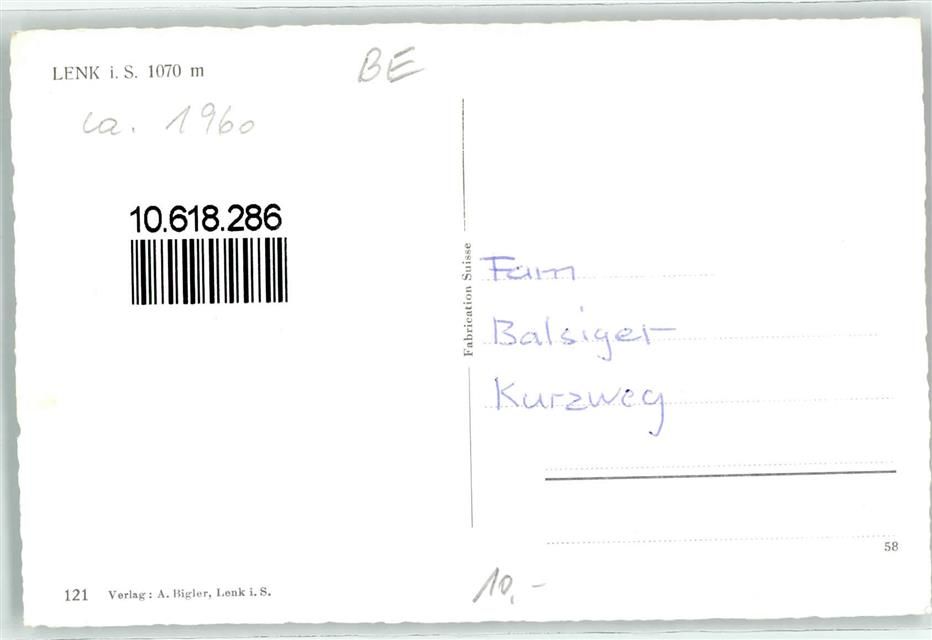 LENK i. S. 1070 m
BE
ca. 1960
10.618.286
Fabrication Suisse
Fam
Balsiger
Kurzweg
58
121 Verlag: A. Bigler, Lenk i. S.
10,-